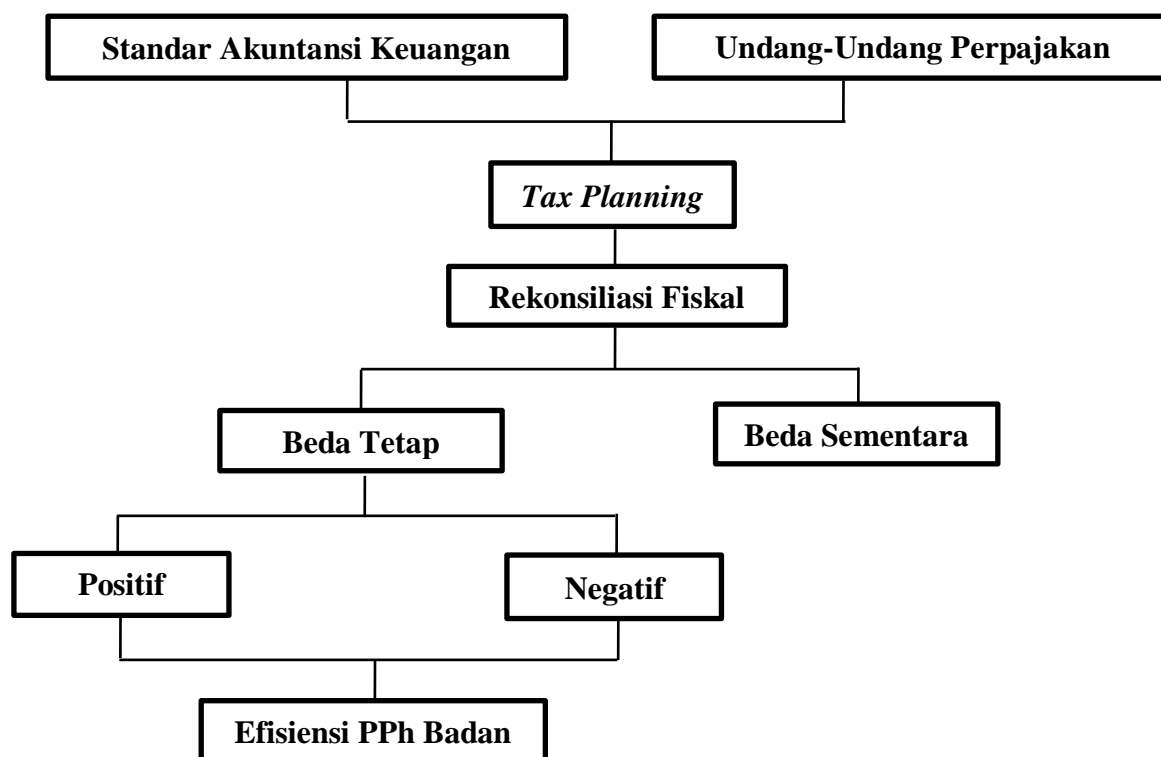 Standar Akuntansi Keuangan
Undang-Undang Perpajakan
Tax Planning
Rekonsiliasi Fiskal
Beda Tetap
Beda Sementara
Positif
Negatif
Efisiensi PPh Badan